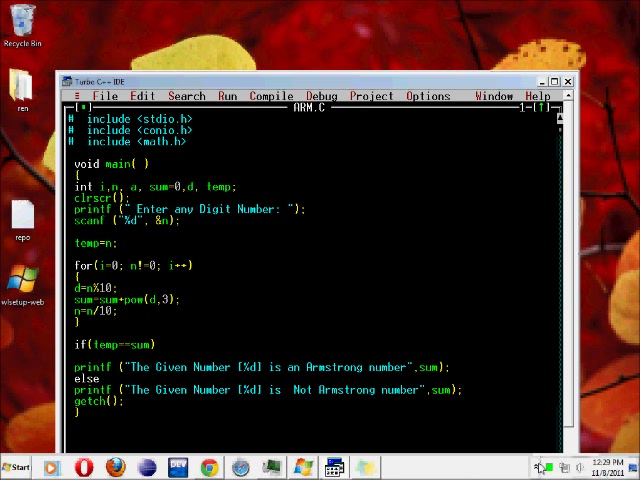 Recycle Bin
ren
repo
wlsetup-web
Turbo C++ IDE
≡ File Edit Search Run Compile Debug Project Options Window Help
ARM.C
1
# include <stdio.h>
# include <conio.h>
# include <math.h>
void main( )
{
int i,n, a, sum=0,d, temp;
clrscr();
printf (" Enter any Digit Number: ");
scanf ("%d", &n);
temp=n;
for(i=0; n!=0; i++)
{
d=n%10;
sum=sum+pow(d,3);
n=n/10;
}
if(temp==sum)
printf ("The Given Number [%d] is an Armstrong number",sum);
else
printf ("The Given Number [%d] is  Not Armstrong number",sum);
getch();
}
Start
DEV
12:29 PM
11/8/2011